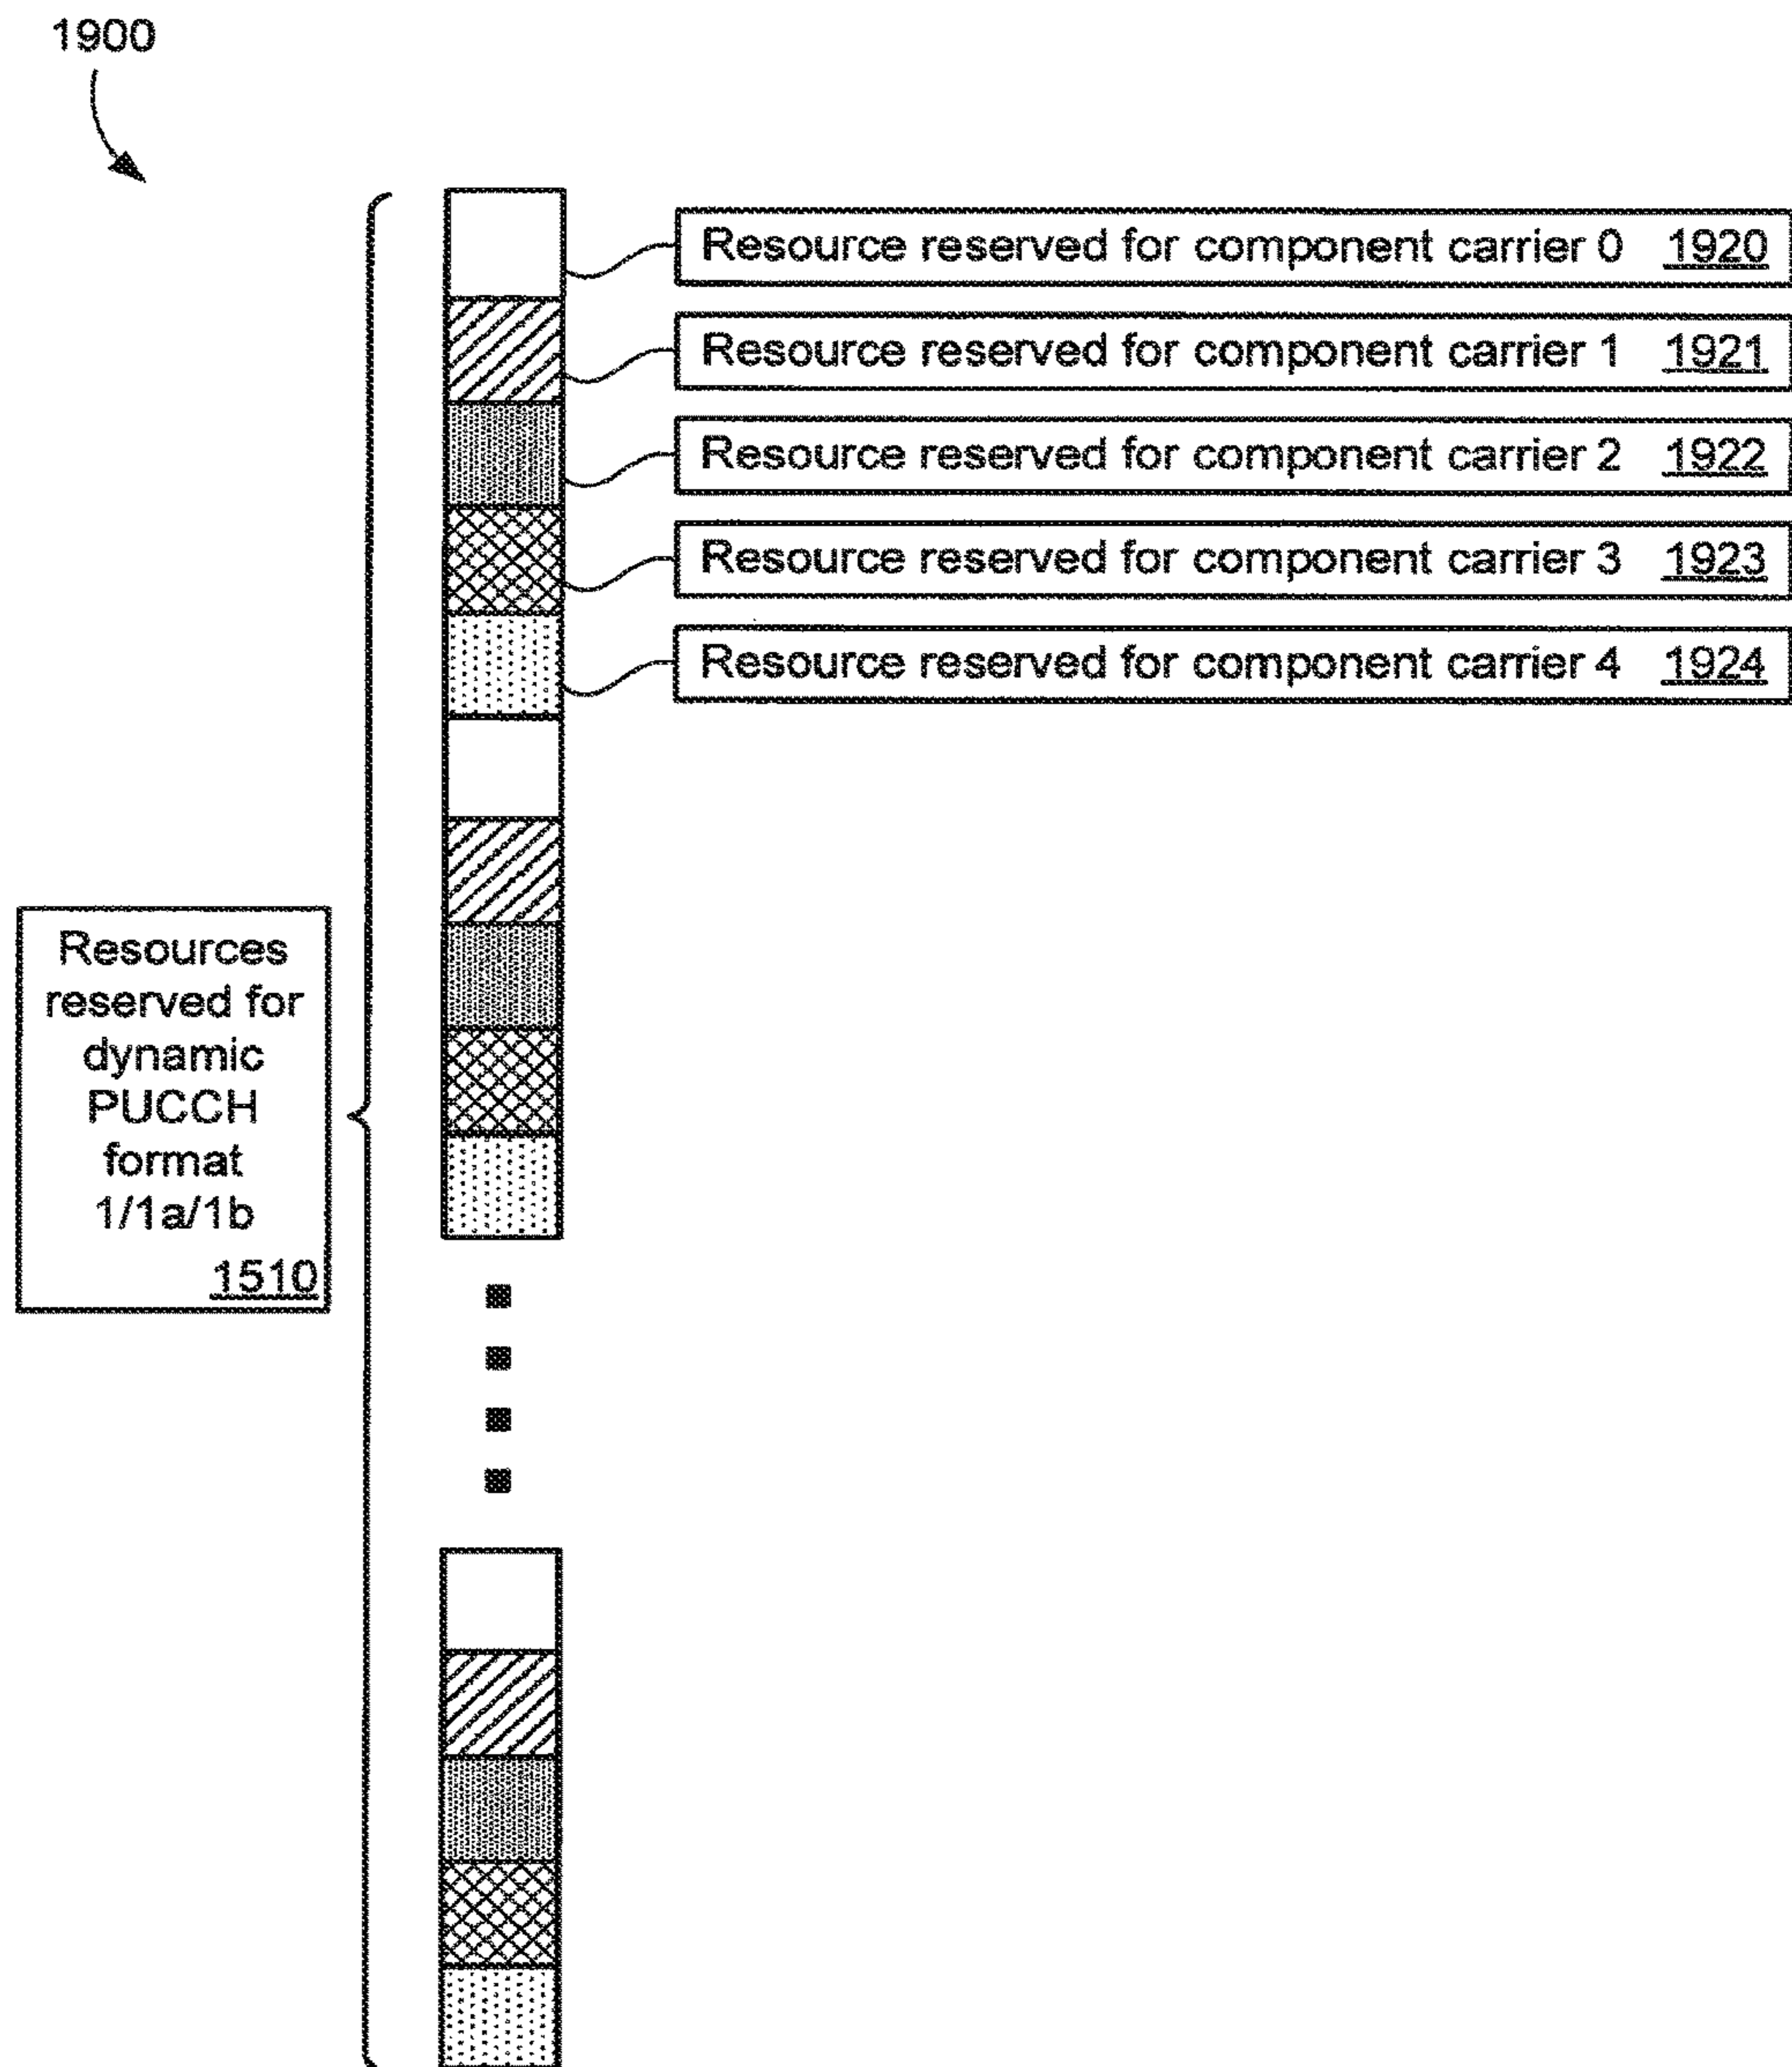 1900
Resource reserved for component carrier 0 1920
Resource reserved for component carrier 1 1921
Resource reserved for component carrier 2 1922
Resource reserved for component carrier 3 1923
Resource reserved for component carrier 4 1924
Resources
reserved for
dynamic
PUCCH
format
1/1a/1b
1510